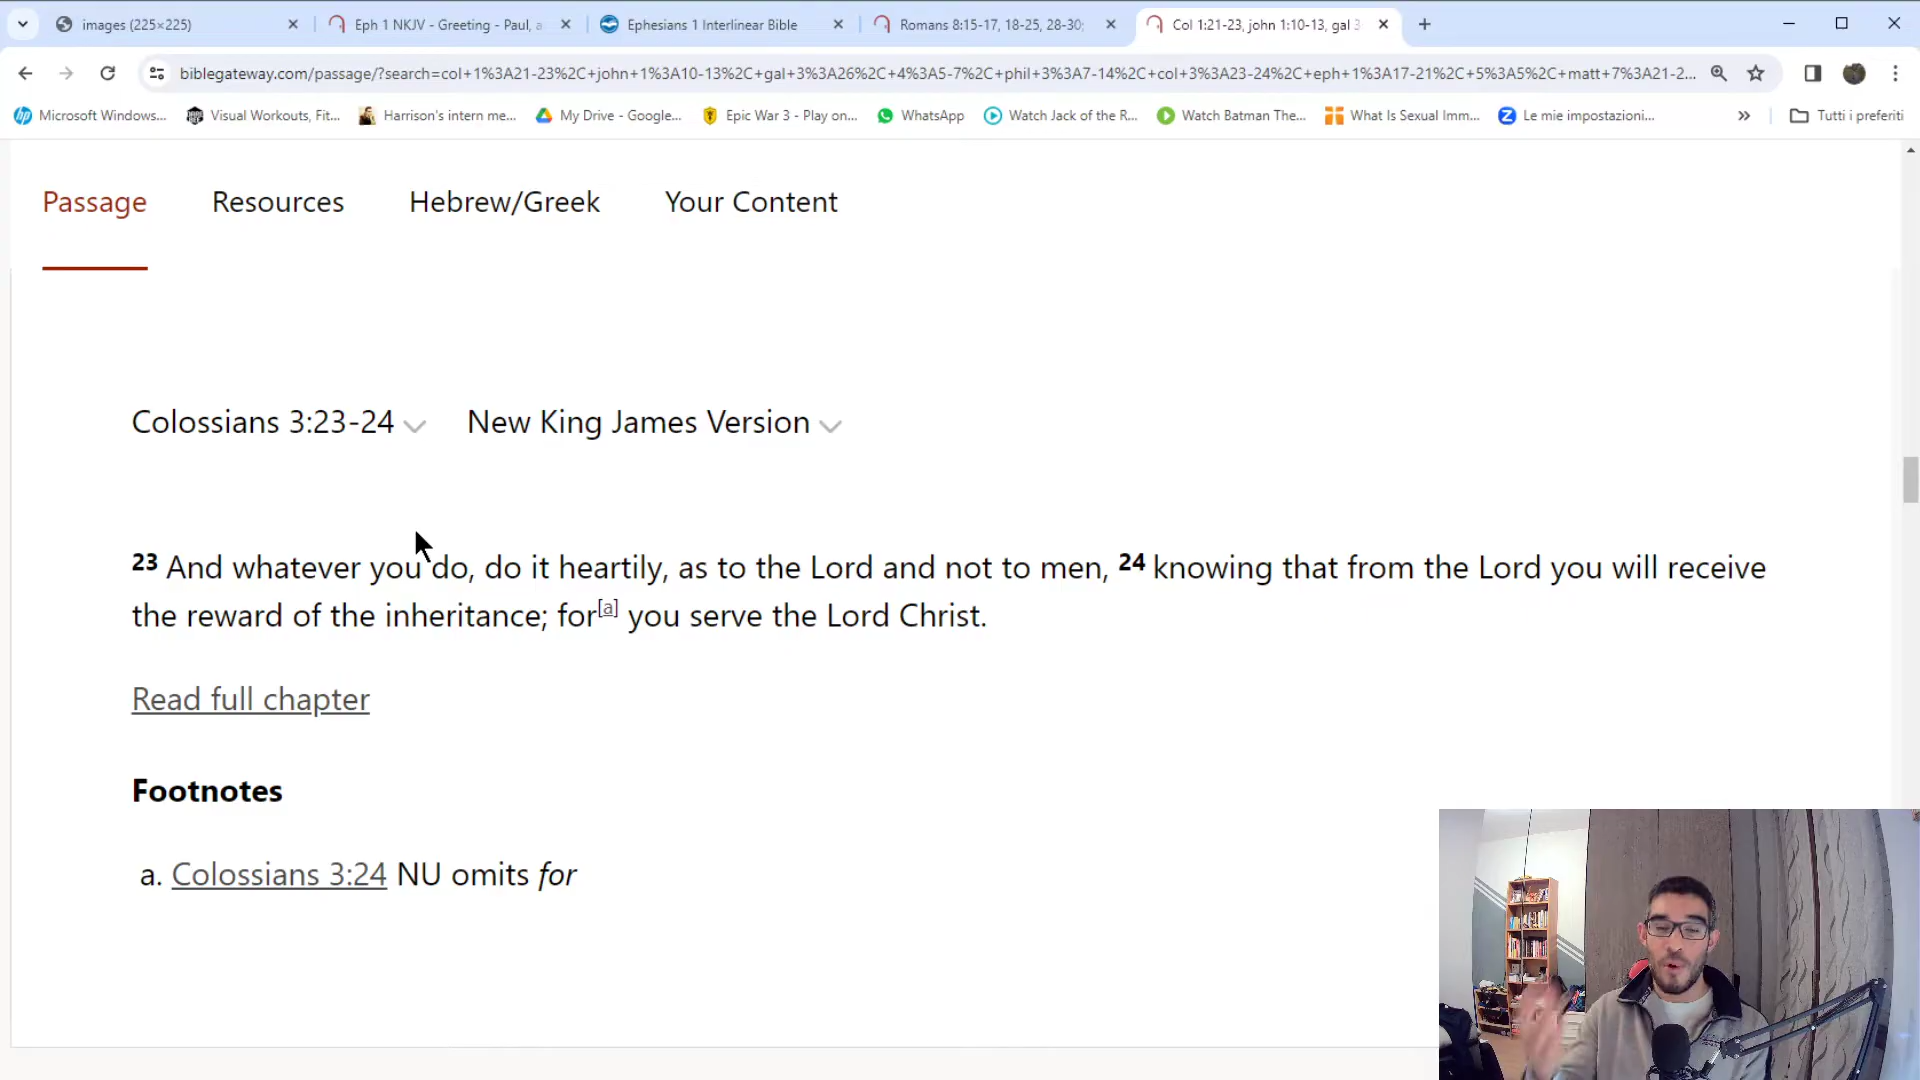 images (225×225)
Eph 1 NKJV - Greeting - Paul, a
Ephesians 1 Interlinear Bible
Romans 8:15-17, 18-25, 28-30;
Col 1:21-23, john 1:10-13, gal 3
biblegateway.com/passage/?search=col+1%3A21-23%2C+john+1%3A10-13%2C+gal+3%3A26%2C+4%3A5-7%2C+phil+3%3A7-14%2C+col+3%3A23-24%2C+eph+1%3A17-21%2C+5%3A5%2C+matt+7%3A21-2...
Microsoft Windows...
Visual Workouts, Fit...
Harrison's intern me...
My Drive - Google...
Epic War 3 - Play on...
WhatsApp
Watch Jack of the R...
Watch Batman The...
What Is Sexual Imm...
Le mie impostazioni...
Tutti i preferiti
Passage
Resources
Hebrew/Greek
Your Content
Colossians 3:23-24
New King James Version
23 And whatever you do, do it heartily, as to the Lord and not to men, 24 knowing that from the Lord you will receive
the reward of the inheritance; for[a] you serve the Lord Christ.
Read full chapter
Footnotes
a. Colossians 3:24 NU omits for